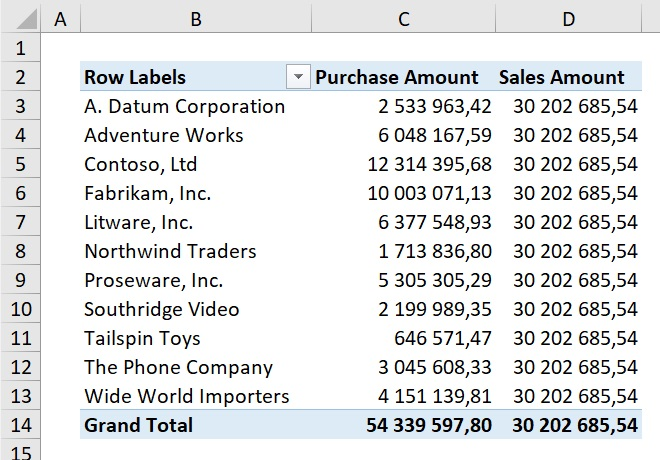 A B C D
1
2 Row Labels Purchase Amount Sales Amount
3 A. Datum Corporation 2 533 963,42 30 202 685,54
4 Adventure Works 6 048 167,59 30 202 685,54
5 Contoso, Ltd 12 314 395,68 30 202 685,54
6 Fabrikam, Inc. 10 003 071,13 30 202 685,54
7 Litware, Inc. 6 377 548,93 30 202 685,54
8 Northwind Traders 1 713 836,80 30 202 685,54
9 Proseware, Inc. 5 305 305,29 30 202 685,54
10 Southridge Video 2 199 989,35 30 202 685,54
11 Tailspin Toys 646 571,47 30 202 685,54
12 The Phone Company 3 045 608,33 30 202 685,54
13 Wide World Importers 4 151 139,81 30 202 685,54
14 Grand Total 54 339 597,80 30 202 685,54
15